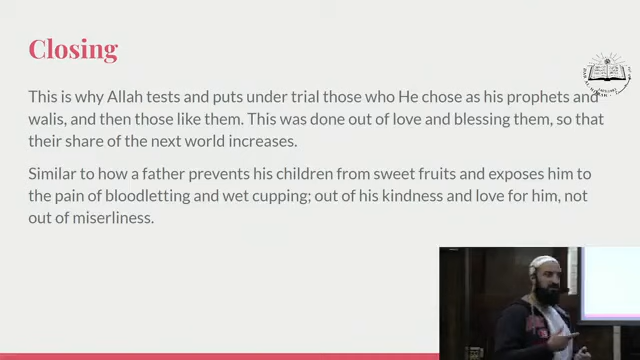 Closing
This is why Allah tests and puts under trial those who He chose as his prophets and
walis, and then those like them. This was done out of love and blessing them, so that
their share of the next world increases.
Similar to how a father prevents his children from sweet fruits and exposes him to
the pain of bloodletting and wet cupping; out of his kindness and love for him, not
out of miserliness.